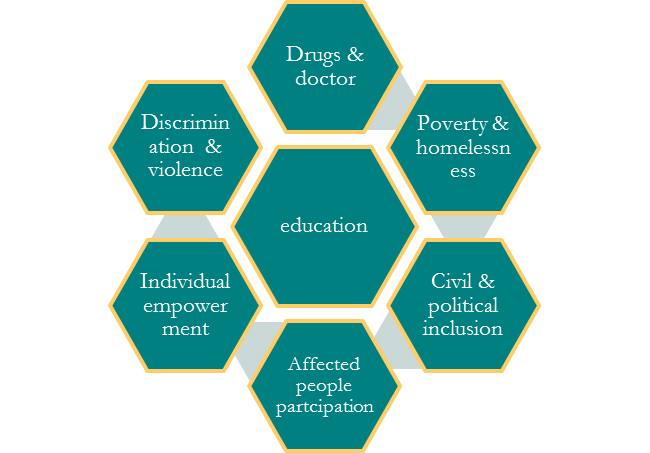 Drugs &
doctor
Poverty &
homelessn
ess
Civil &
political
inclusion
Affected
people
partcipation
Individual
empower
ment
Discrimin
ation &
violence
education